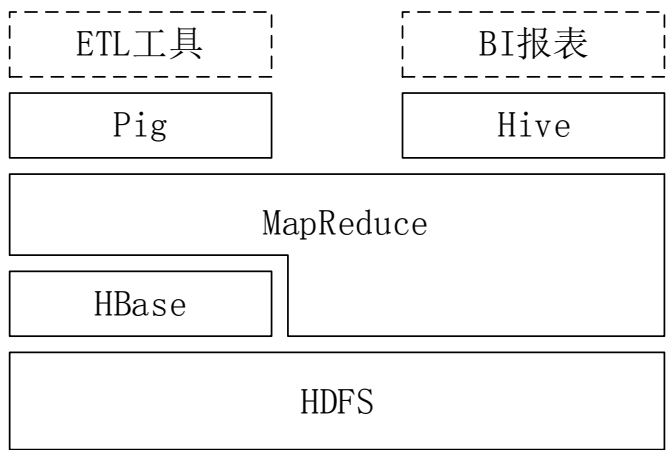 ETL工具
BI报表
Pig
Hive
MapReduce
HBase
HDFS